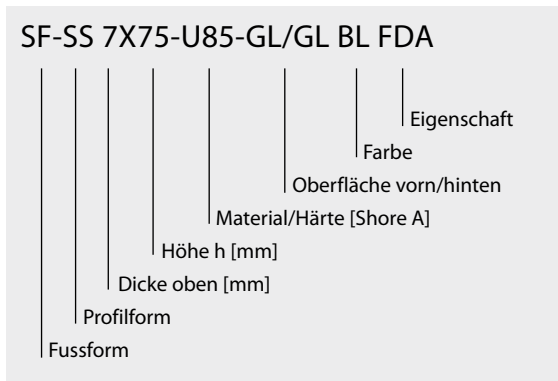 SF-SS 7X75-U85-GL/GL BL FDA
Eigenschaft
Farbe
Oberfläche vorn/hinten
Material/Härte [Shore A]
Höhe h [mm]
Dicke oben [mm]
Profilform
Fussform